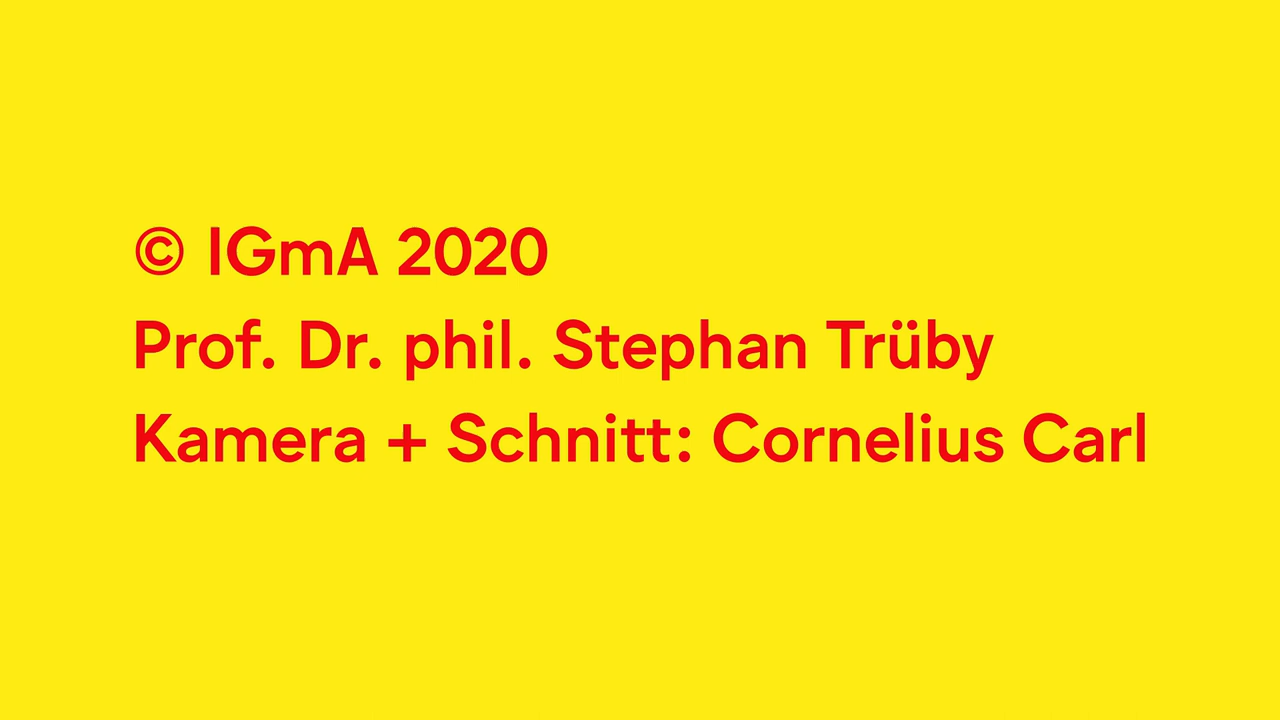 © IGmA 2020
Prof. Dr. phil. Stephan Trüby
Kamera + Schnitt: Cornelius Carl